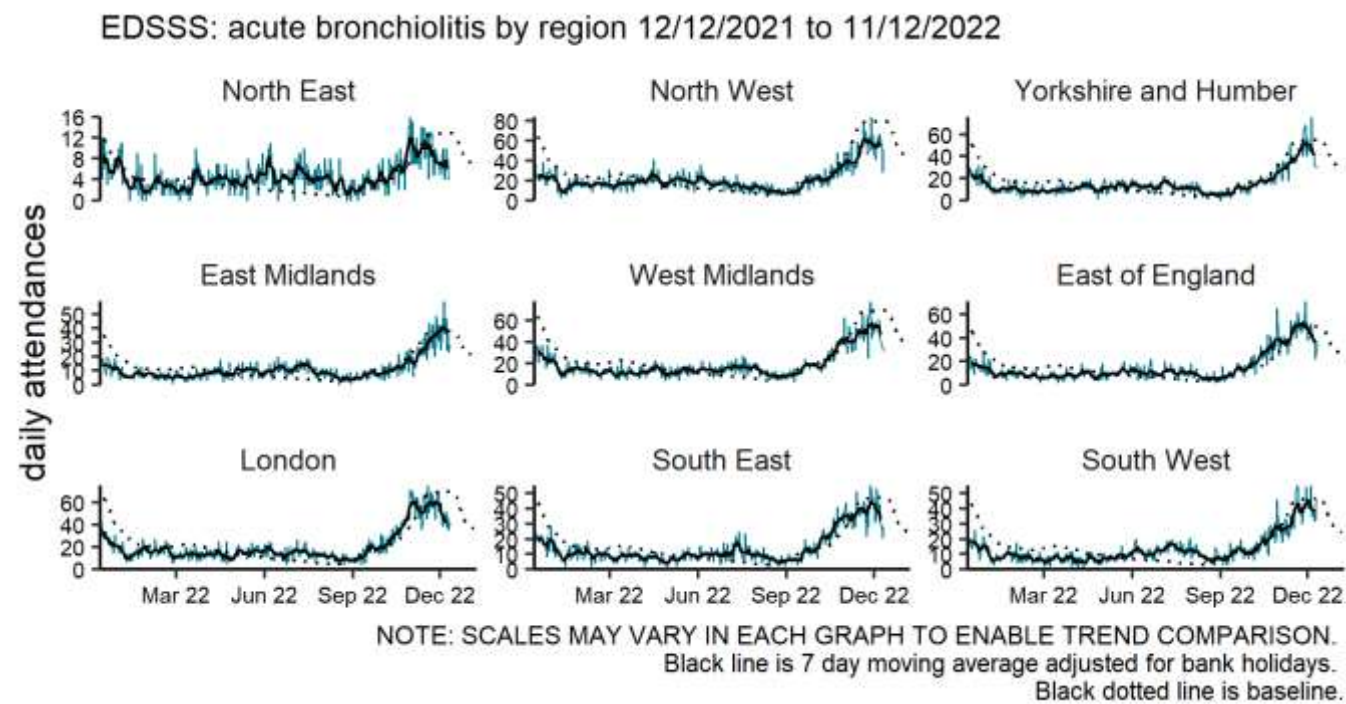 EDSSS: acute bronchiolitis by region 12/12/2021 to 11/12/2022
daily attendances
North East
16
12
8
4
0
North West
80
60
40
20
0
Yorkshire and Humber
60
40
20
0
East Midlands
50
40
30
20
10
0
West Midlands
60
40
20
0
East of England
60
40
20
0
London
60
40
20
0
Mar 22 Jun 22 Sep 22 Dec 22
South East
50
40
30
20
10
0
Mar 22 Jun 22 Sep 22 Dec 22
South West
50
40
30
20
10
0
Mar 22 Jun 22 Sep 22 Dec 22
NOTE: SCALES MAY VARY IN EACH GRAPH TO ENABLE TREND COMPARISON.
Black line is 7 day moving average adjusted for bank holidays.
Black dotted line is baseline.